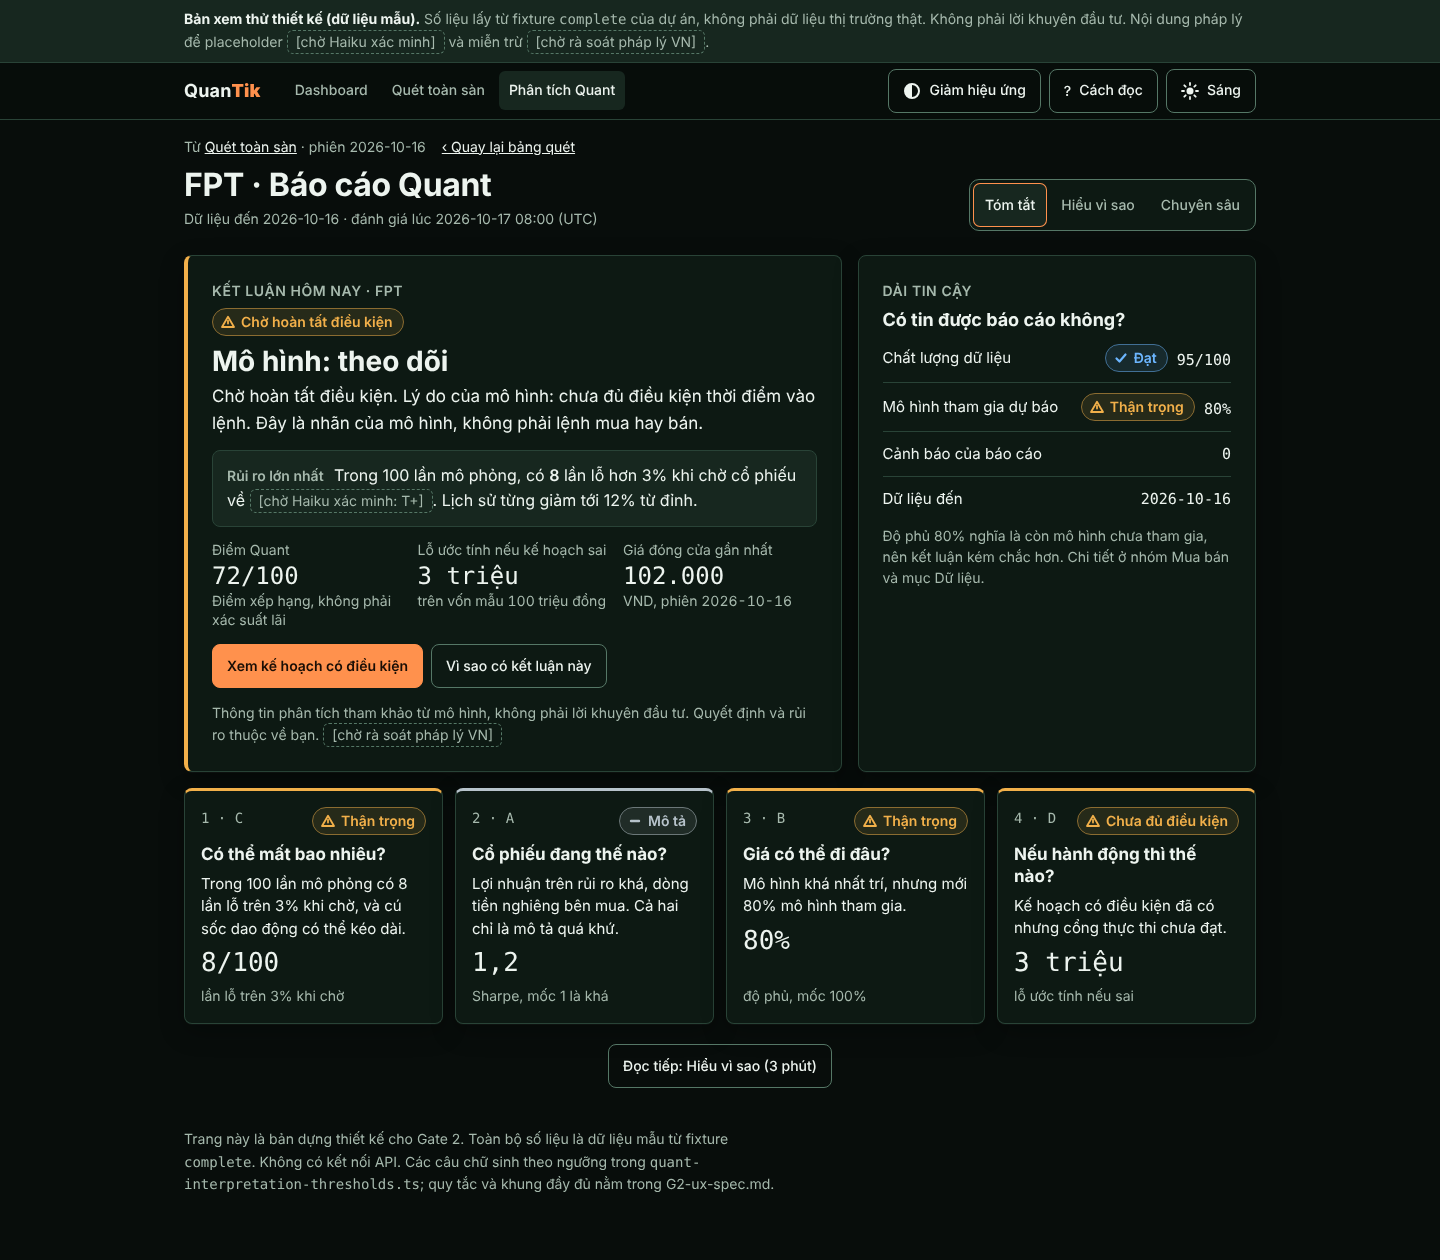 Bản xem thử thiết kế (dữ liệu mẫu). Số liệu lấy từ fixture complete của dự án, không phải dữ liệu thị trường thật. Không phải lời khuyên đầu tư. Nội dung pháp lý
để placeholder [chờ Haiku xác minh] và miễn trừ [chờ rà soát pháp lý VN].
QuanTik Dashboard Quét toàn sàn Phân tích Quant Giảm hiệu ứng ? Cách đọc Sáng
Từ Quét toàn sàn · phiên 2026-10-16 ‹ Quay lại bảng quét
FPT · Báo cáo Quant
Dữ liệu đến 2026-10-16 · đánh giá lúc 2026-10-17 08:00 (UTC)
Tóm tắt Hiểu vì sao Chuyên sâu
KẾT LUẬN HÔM NAY · FPT
Chờ hoàn tất điều kiện
Mô hình: theo dõi
Chờ hoàn tất điều kiện. Lý do của mô hình: chưa đủ điều kiện thời điểm vào
lệnh. Đây là nhãn của mô hình, không phải lệnh mua hay bán.
Rủi ro lớn nhất Trong 100 lần mô phỏng, có 8 lần lỗ hơn 3% khi chờ cổ phiếu
về [chờ Haiku xác minh: T+]. Lịch sử từng giảm tới 12% từ đỉnh.
Điểm Quant
72/100
Điểm xếp hạng, không phải
xác suất lãi
Lỗ ước tính nếu kế hoạch sai
3 triệu
trên vốn mẫu 100 triệu đồng
Giá đóng cửa gần nhất
102.000
VND, phiên 2026-10-16
Xem kế hoạch có điều kiện Vì sao có kết luận này
Thông tin phân tích tham khảo từ mô hình, không phải lời khuyên đầu tư. Quyết định và rủi
ro thuộc về bạn. [chờ rà soát pháp lý VN]
DẢI TIN CẬY
Có tin được báo cáo không?
Chất lượng dữ liệu Đạt 95/100
Mô hình tham gia dự báo Thận trọng 80%
Cảnh báo của báo cáo 0
Dữ liệu đến 2026-10-16
Độ phủ 80% nghĩa là còn mô hình chưa tham gia,
nên kết luận kém chắc hơn. Chi tiết ở nhóm Mua bán
và mục Dữ liệu.
1 · C Thận trọng
Có thể mất bao nhiêu?
Trong 100 lần mô phỏng có 8
lần lỗ trên 3% khi chờ, và cú
sốc dao động có thể kéo dài.
8/100
lần lỗ trên 3% khi chờ
2 · A Mô tả
Cổ phiếu đang thế nào?
Lợi nhuận trên rủi ro khá, dòng
tiền nghiêng bên mua. Cả hai
chỉ là mô tả quá khứ.
1,2
Sharpe, mốc 1 là khá
3 · B Thận trọng
Giá có thể đi đâu?
Mô hình khá nhất trí, nhưng mới
80% mô hình tham gia.
80%
độ phủ, mốc 100%
4 · D Chưa đủ điều kiện
Nếu hành động thì thế
nào?
Kế hoạch có điều kiện đã có
nhưng cổng thực thi chưa đạt.
3 triệu
lỗ ước tính nếu sai
Đọc tiếp: Hiểu vì sao (3 phút)
Trang này là bản dựng thiết kế cho Gate 2. Toàn bộ số liệu là dữ liệu mẫu từ fixture
complete. Không có kết nối API. Các câu chữ sinh theo ngưỡng trong quant-
interpretation-thresholds.ts; quy tắc và khung đầy đủ nằm trong G2-ux-spec.md.